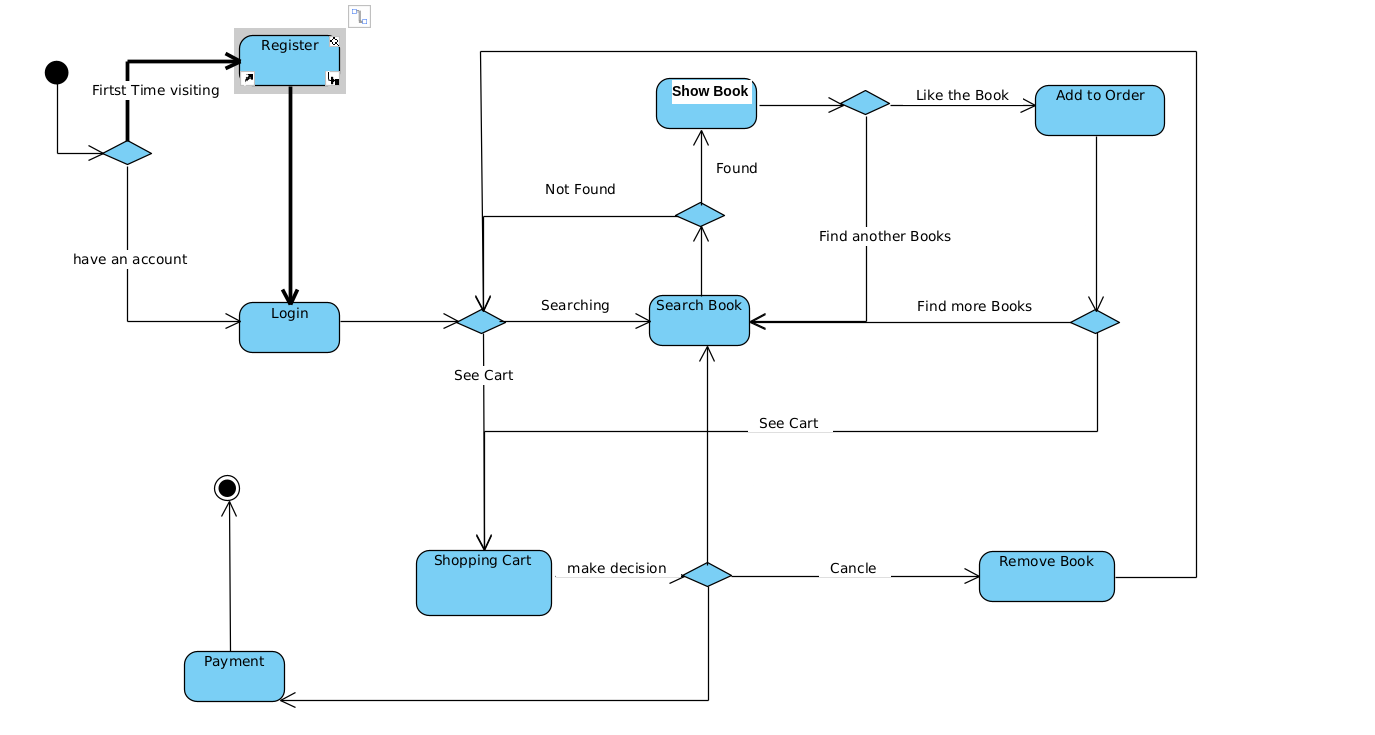 Register
Firtst Time visiting
Show Book
Like the Book
Add to Order
Found
Not Found
Find another Books
have an account
Login
Searching
Search Book
Find more Books
See Cart
See Cart
Shopping Cart
make decision
Cancle
Remove Book
Payment